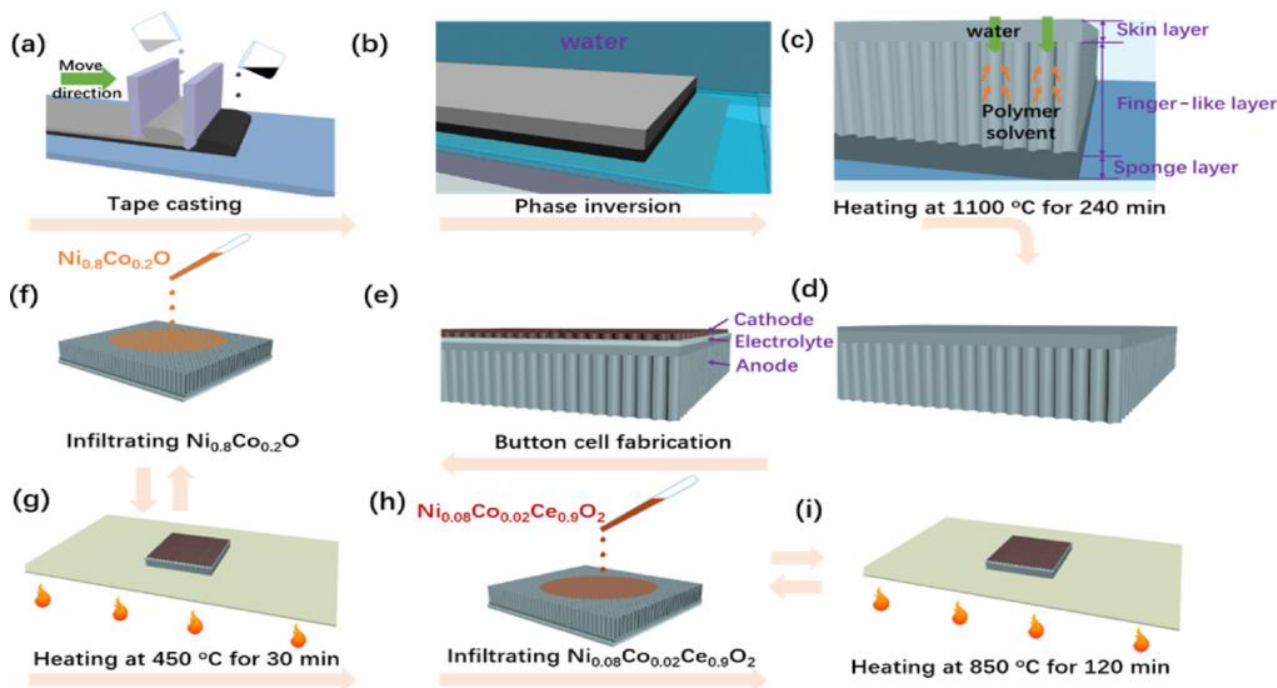 (a)
Move
direction
Tape casting
(b)
water
Phase inversion
(c)
water
Polymer
solvent
Skin layer
Finger-like layer
Sponge layer
Heating at 1100 °C for 240 min
(f)
Ni0.8Co0.2O
Infiltrating Ni0.8Co0.2O
(e)
Cathode
Electrolyte
Anode
Button cell fabrication
(d)
(g)
Heating at 450 °C for 30 min
(h)
Ni0.08Co0.02Ce0.9O2
Infiltrating Ni0.08Co0.02Ce0.9O2
(i)
Heating at 850 °C for 120 min